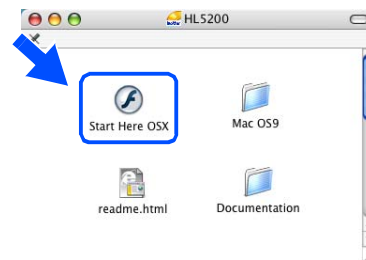 HL5200
Start Here OSX
Mac OS9
readme.html
Documentation